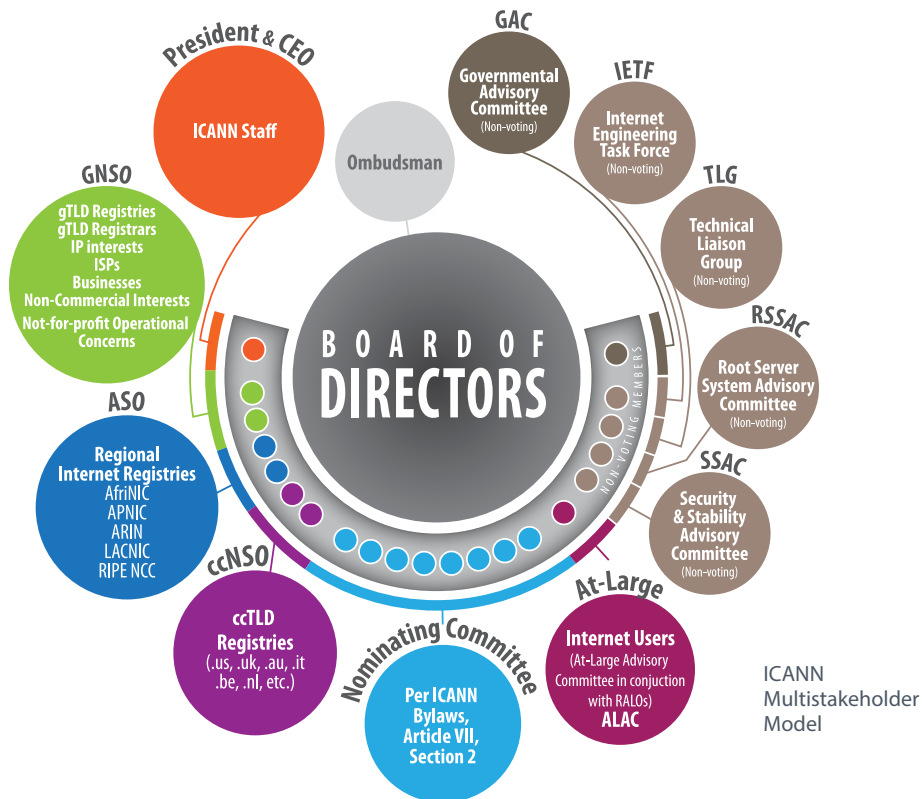 President & CEO
ICANN Staff
Ombudsman
GAC
Governmental
Advisory
Committee
(Non-voting)
IETF
Internet
Engineering
Task Force
(Non-voting)
TLG
Technical
Liaison
Group
(Non-voting)
RSSAC
Root Server
System Advisory
Committee
(Non-voting)
SSAC
Security
& Stability
Advisory
Committee
(Non-voting)
GNSO
gTLD Registries
gTLD Registrars
IP interests
ISPs
Businesses
Non-Commercial Interests
Not-for-profit Operational
Concerns
BOARD OF
DIRECTORS
NON-VOTING MEMBERS
ASO
Regional
Internet Registries
AfriNIC
APNIC
ARIN
LACNIC
RIPE NCC
ccNSO
ccTLD
Registries
(.us, .uk, .au, .it
.be, .nl, etc.)
Nominating Committee
Per ICANN
Bylaws,
Article VII,
Section 2
At-Large
Internet Users
(At-Large Advisory
Committee in conjuction
with RALOs)
ALAC
ICANN
Multistakeholder
Model